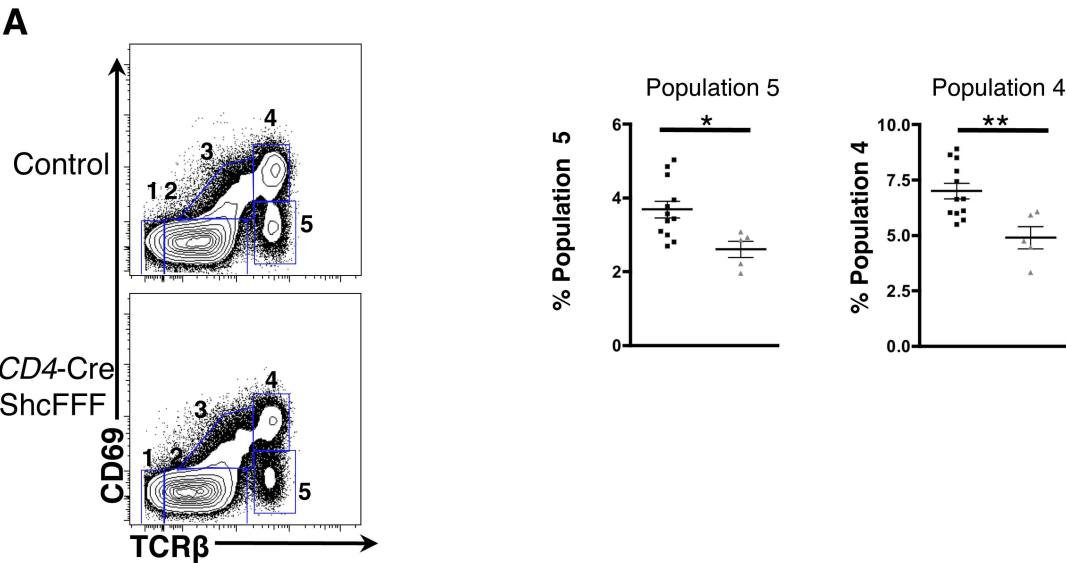 A
Control
1 2
3
4
5
CD4-Cre
ShcFFF
1
2
3
4
5
CD69
TCRβ
Population 5
*
% Population 5
6
4
2
0
Population 4
**
% Population 4
10.0
7.5
5.0
2.5
0.0